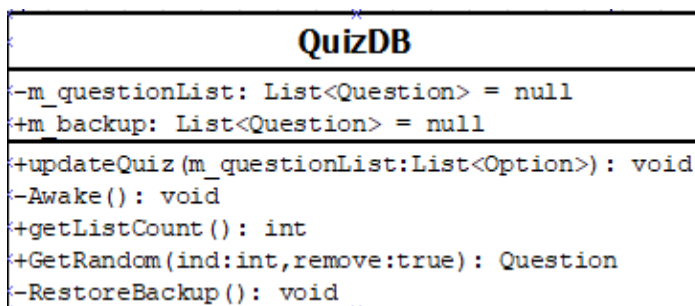 QuizDB
-m_questionList: List<Question> = null
+m_backup: List<Question> = null
+updateQuiz(m_questionList:List<Option>): void
-Awake(): void
+getListCount(): int
+GetRandom(ind:int,remove:true): Question
-RestoreBackup(): void